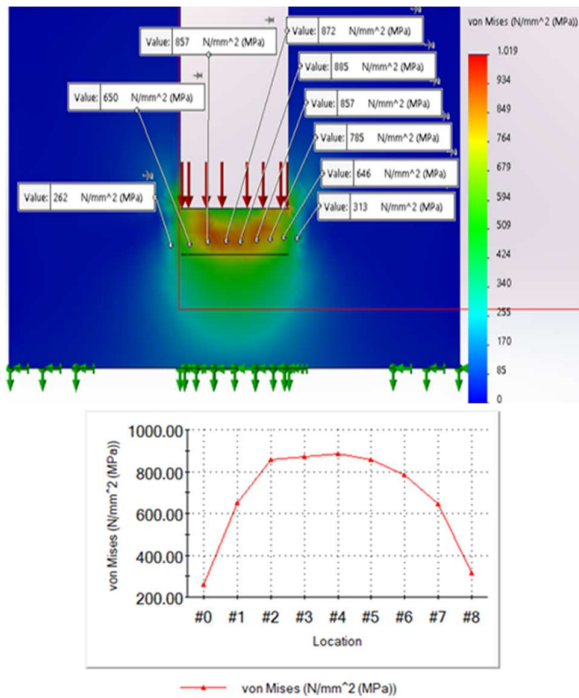 von Mises (N/mm^2 (MPa))
Value: 857 N/mm^2 (MPa)
Value: 872 N/mm^2 (MPa)
Value: 885 N/mm^2 (MPa)
Value: 650 N/mm^2 (MPa)
Value: 857 N/mm^2 (MPa)
Value: 785 N/mm^2 (MPa)
Value: 646 N/mm^2 (MPa)
Value: 262 N/mm^2 (MPa)
Value: 313 N/mm^2 (MPa)
1.019
934
849
764
679
594
509
424
340
255
170
85
0
von Mises (N/mm^2 (MPa))
1000.00
800.00
600.00
400.00
200.00
#0 #1 #2 #3 #4 #5 #6 #7 #8
Location
von Mises (N/mm^2 (MPa))